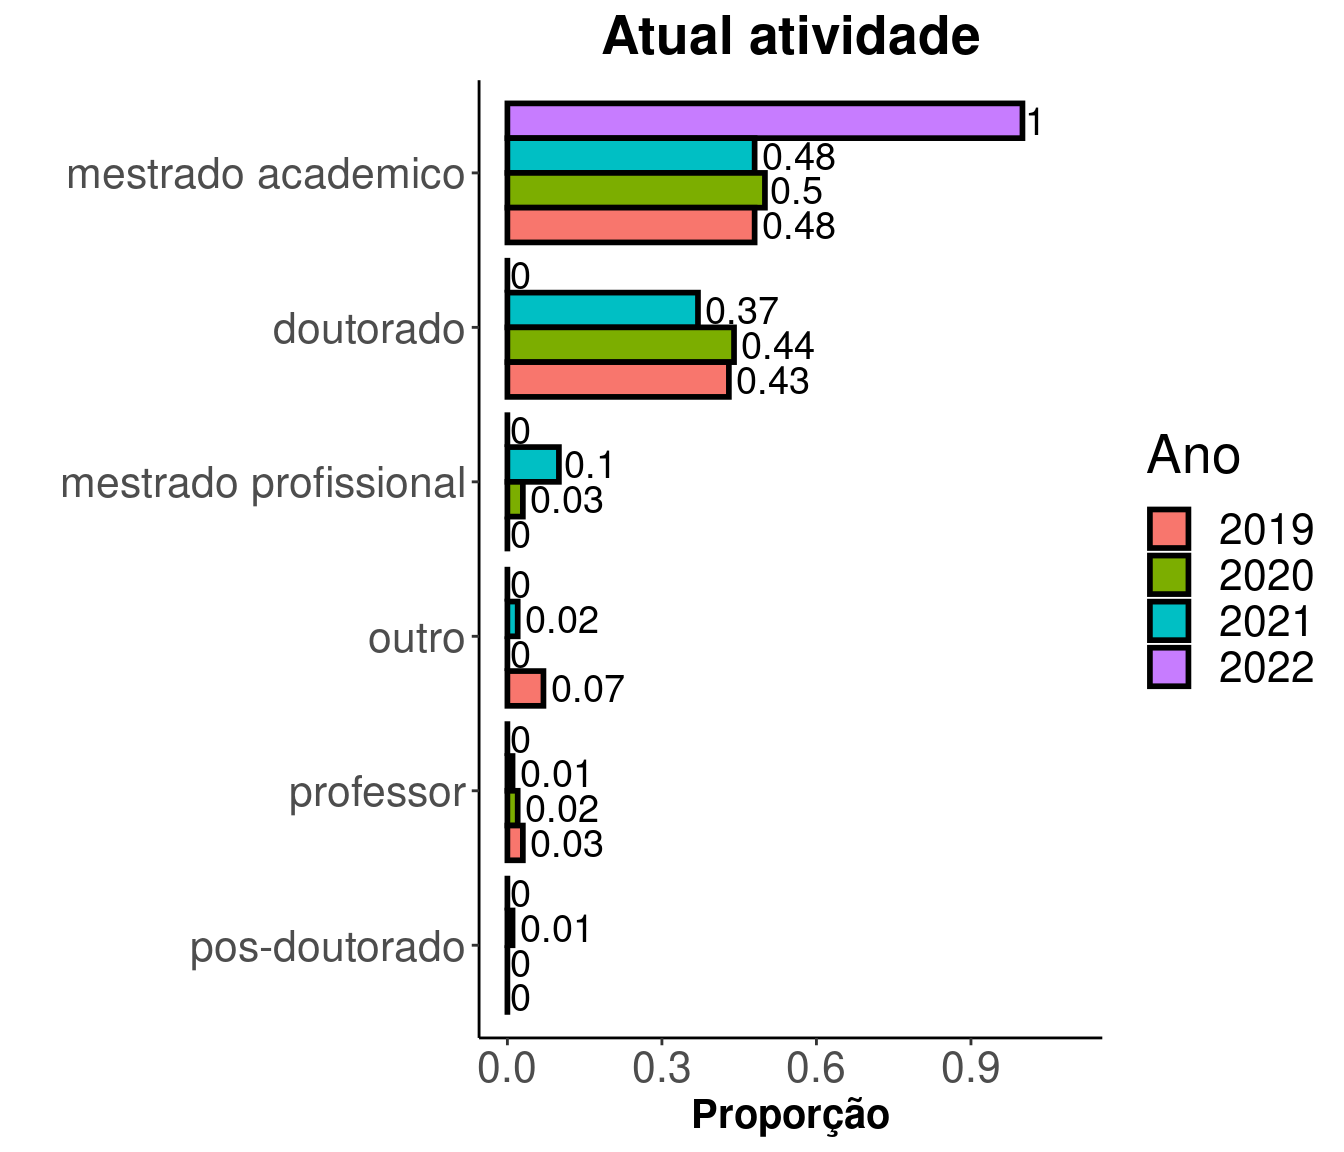 Atual atividade
mestrado academico
1
0.48
0.5
0.48
doutorado
0
0.37
0.44
0.43
mestrado profissional
0
0.1
0.03
0
outro
0
0.02
0
0.07
professor
0
0.01
0.02
0.03
pos-doutorado
0
0.01
0
0
0.0 0.3 0.6 0.9
Proporção
Ano
2019
2020
2021
2022